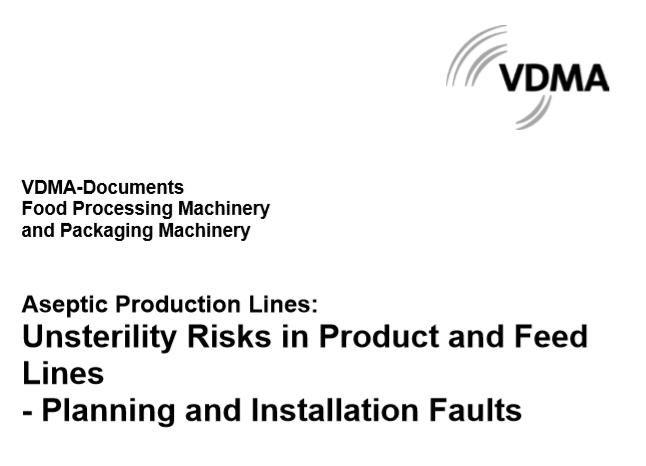 VDMA
VDMA-Documents
Food Processing Machinery
and Packaging Machinery
Aseptic Production Lines:
Unsterility Risks in Product and Feed
Lines
- Planning and Installation Faults